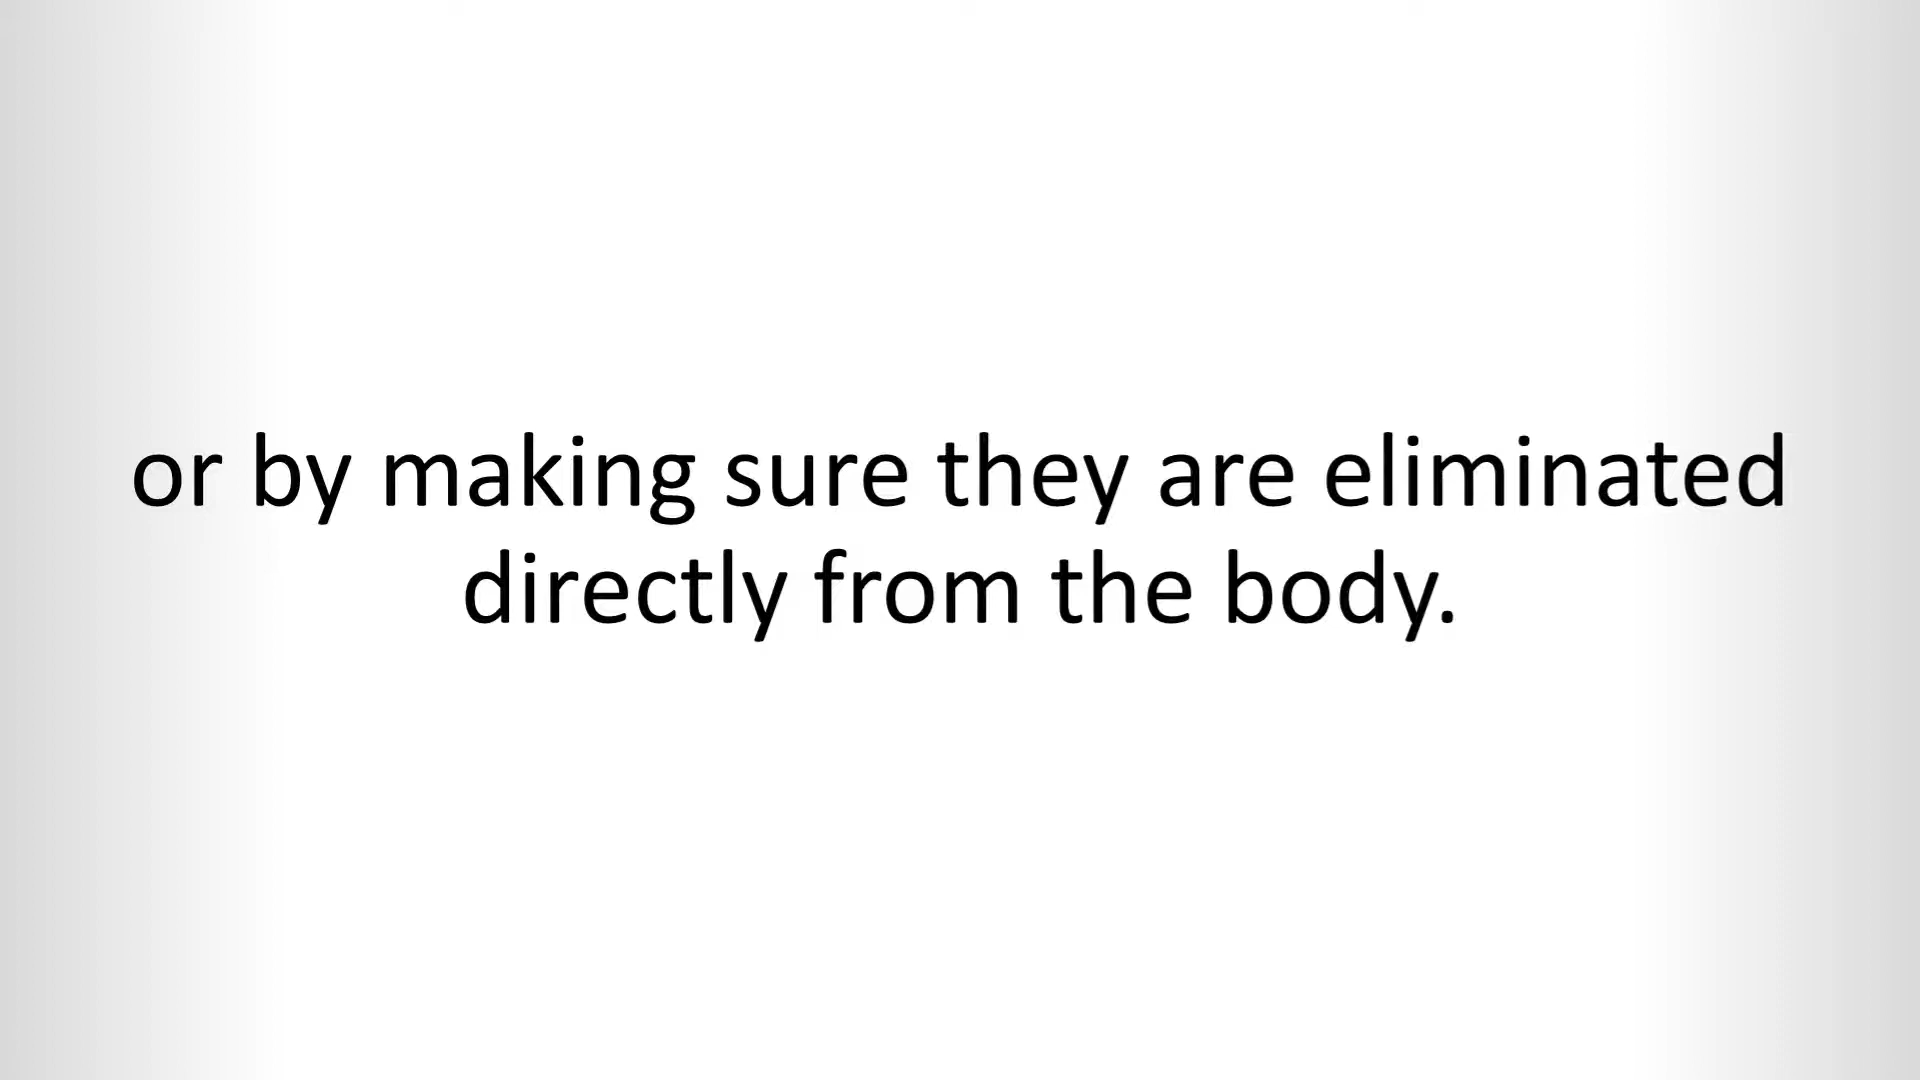 or by making sure they are eliminated
directly from the body.